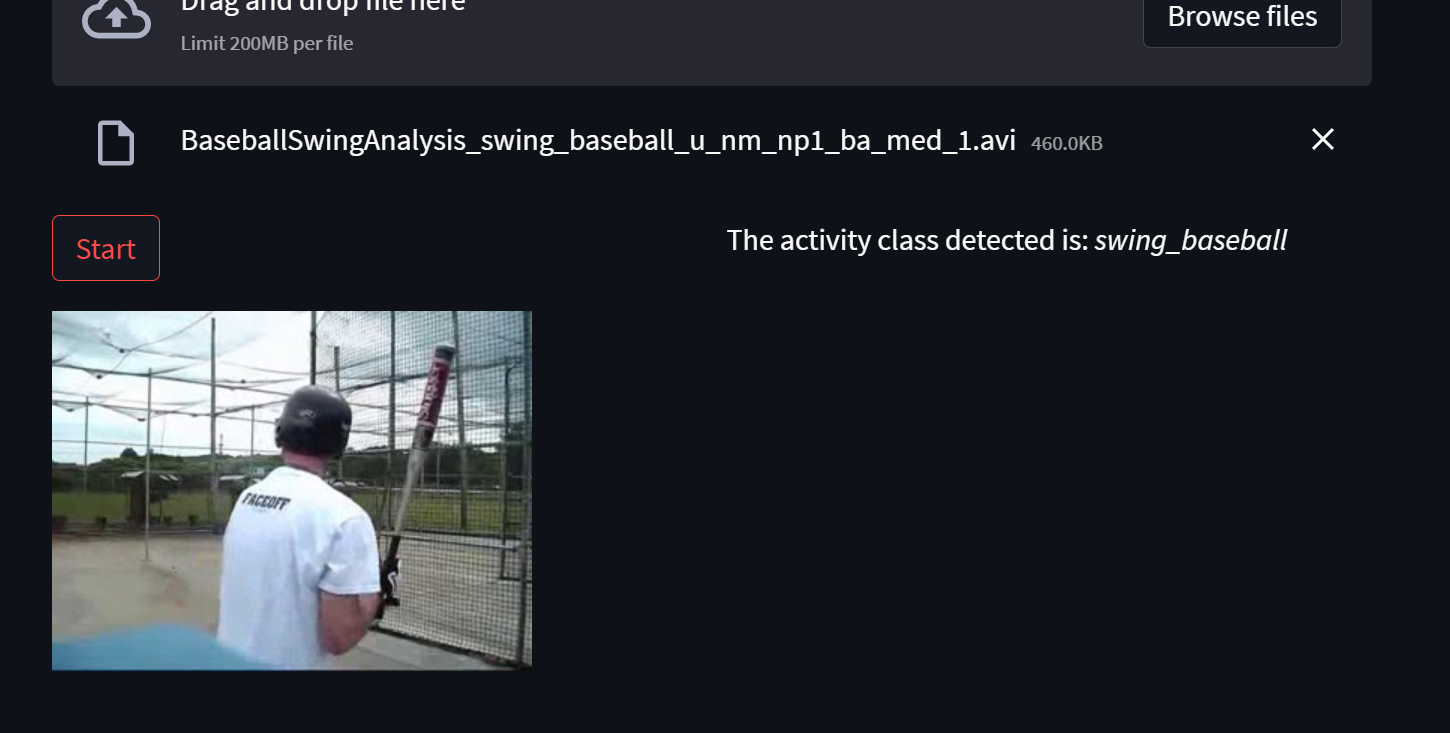 Drag and drop file here
Browse files
Limit 200MB per file
BaseballSwingAnalysis_swing_baseball_u_nm_np1_ba_med_1.avi 460.0KB
Start
The activity class detected is: swing_baseball
FACEOFF